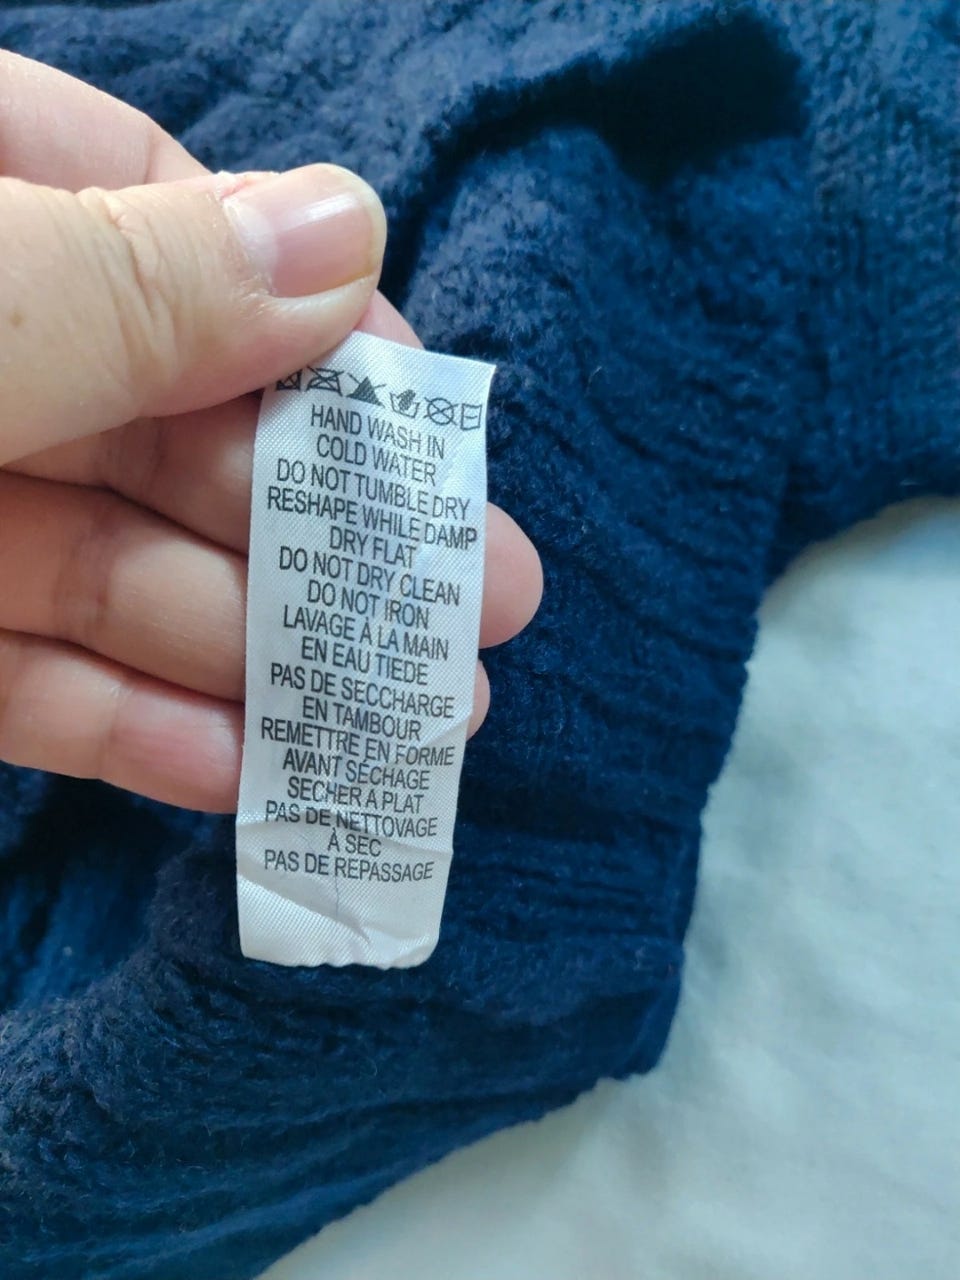 HAND WASH IN
COLD WATER
DO NOT TUMBLE DRY
RESHAPE WHILE DAMP
DRY FLAT
DO NOT DRY CLEAN
DO NOT IRON
LAVAGE À LA MAIN
EN EAU TIEDE
PAS DE SECCHARGE
EN TAMBOUR
REMETTRE EN FORME
AVANT SÉCHAGE
SECHER A PLAT
PAS DE NETTOVAGE
À SEC
PAS DE REPASSAGE